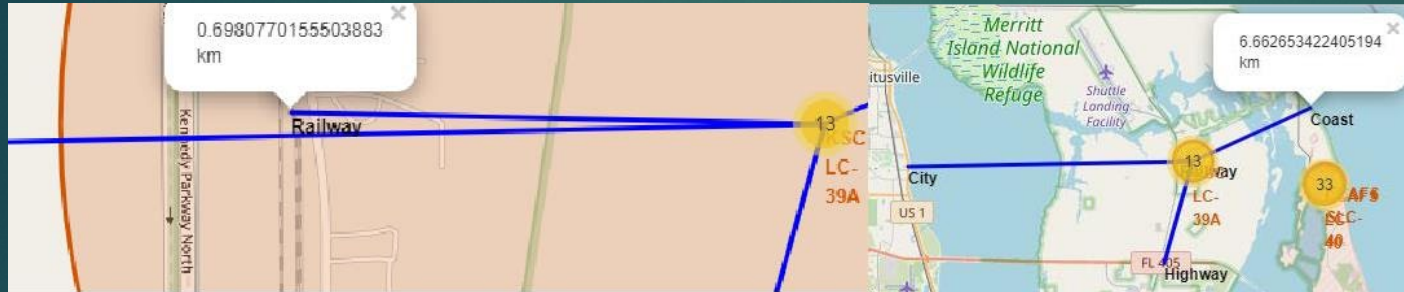 0.6980770155503883
km
×
Railway
Kennedy Parkway North
13
KSC
LC-
39A
Merritt
Island National
Wildlife
Refuge
itusville
Shuttle
Landing
Facility
6.662653422405194
km
×
Coast
City
13
LC-
39A
33
US 1
FL 405
Highway